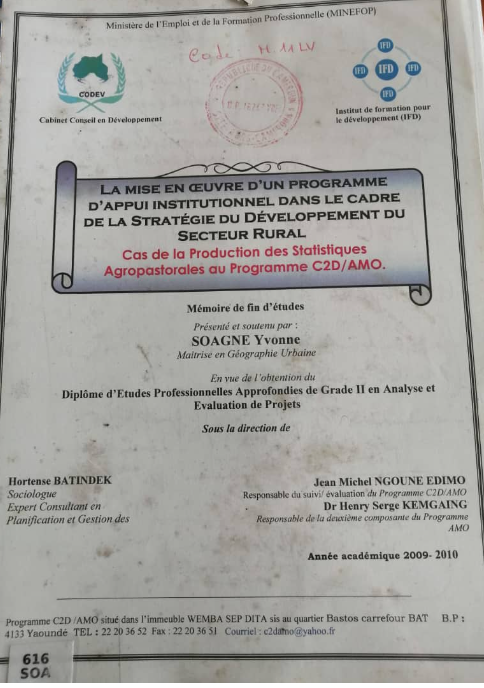 Ministère de l'Emploi et de la Formation Professionnelle (MINEFOP)
Code M 11 LV
CODEV
Cabinet Conseil en Développement
IFD
IFD IFD IFD
IFD
Institut de formation pour
le développement (IFD)
LA MISE EN ŒUVRE D'UN PROGRAMME
D'APPUI INSTITUTIONNEL DANS LE CADRE
DE LA STRATÉGIE DU DÉVELOPPEMENT DU
SECTEUR RURAL
Cas de la Production des Statistiques
Agropastorales au Programme C2D/AMO.
Mémoire de fin d'études
Présenté et soutenu par :
SOAGNE Yvonne
Maîtrise en Géographie Urbaine
En vue de l'obtention du
Diplôme d'Etudes Professionnelles Approfondies de Grade II en Analyse et
Evaluation de Projets
Sous la direction de
Hortense BATINDEK
Sociologue
Expert Consultant en
Planification et Gestion des
Jean Michel NGOUNE EDIMO
Responsable du suivi/ évaluation du Programme C2D/AMO
Dr Henry Serge KEMGAING
Responsable de la deuxième composante du Programme
AMO
Année académique 2009- 2010
Programme C2D /AMO situé dans l'immeuble WEMBA SEP DITA sis au quartier Bastos carrefour BAT B.P :
4133 Yaoundé TEL : 22 20 36 52 Fax : 22 20 36 51 Courriel : c2damo@yahoo.fr
616
SOA